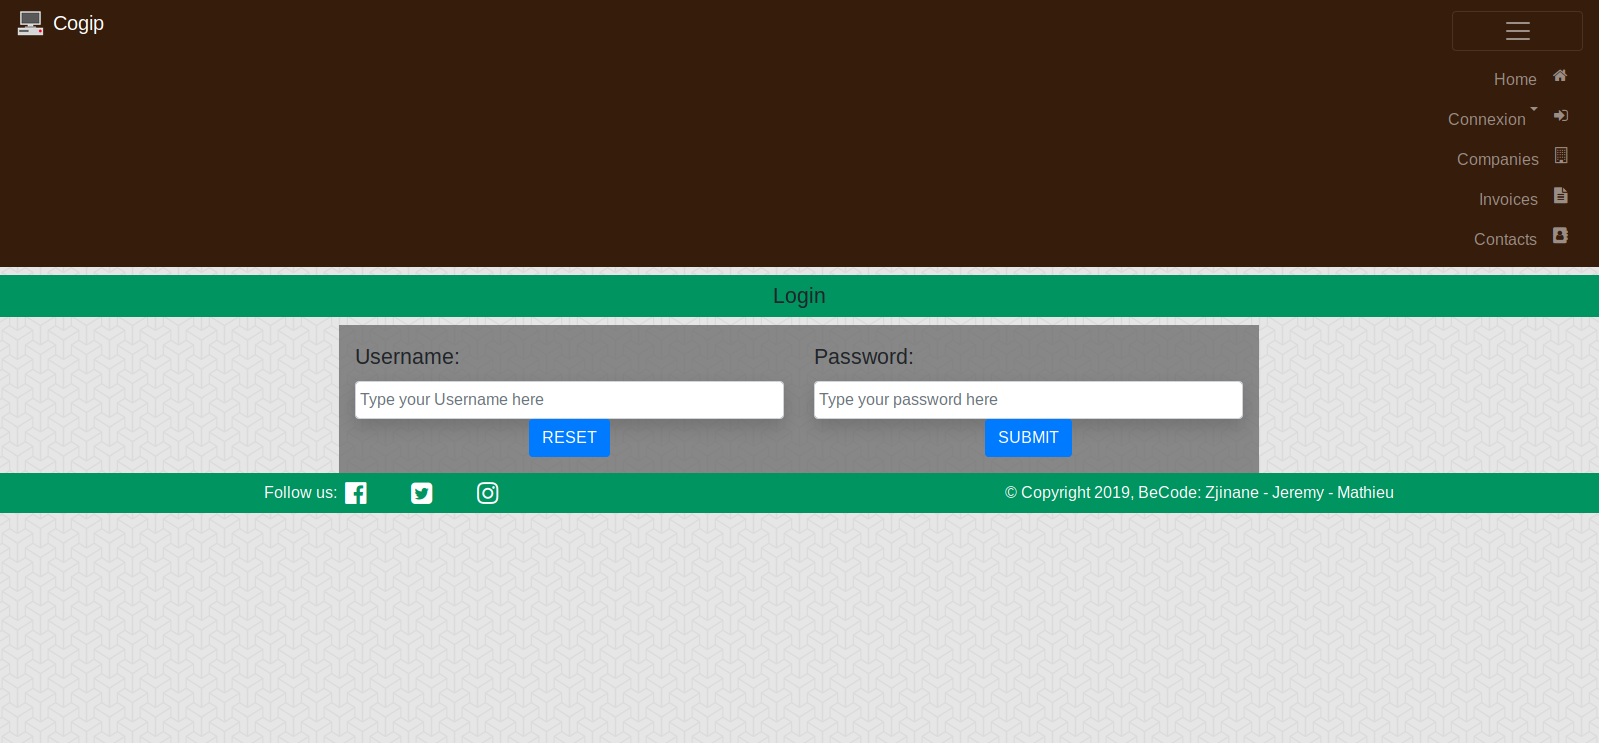 Cogip
Home
Connexion
Companies
Invoices
Contacts
Login
Username:
Password:
Type your Username here
Type your password here
RESET
SUBMIT
Follow us:
© Copyright 2019, BeCode: Zjinane - Jeremy - Mathieu